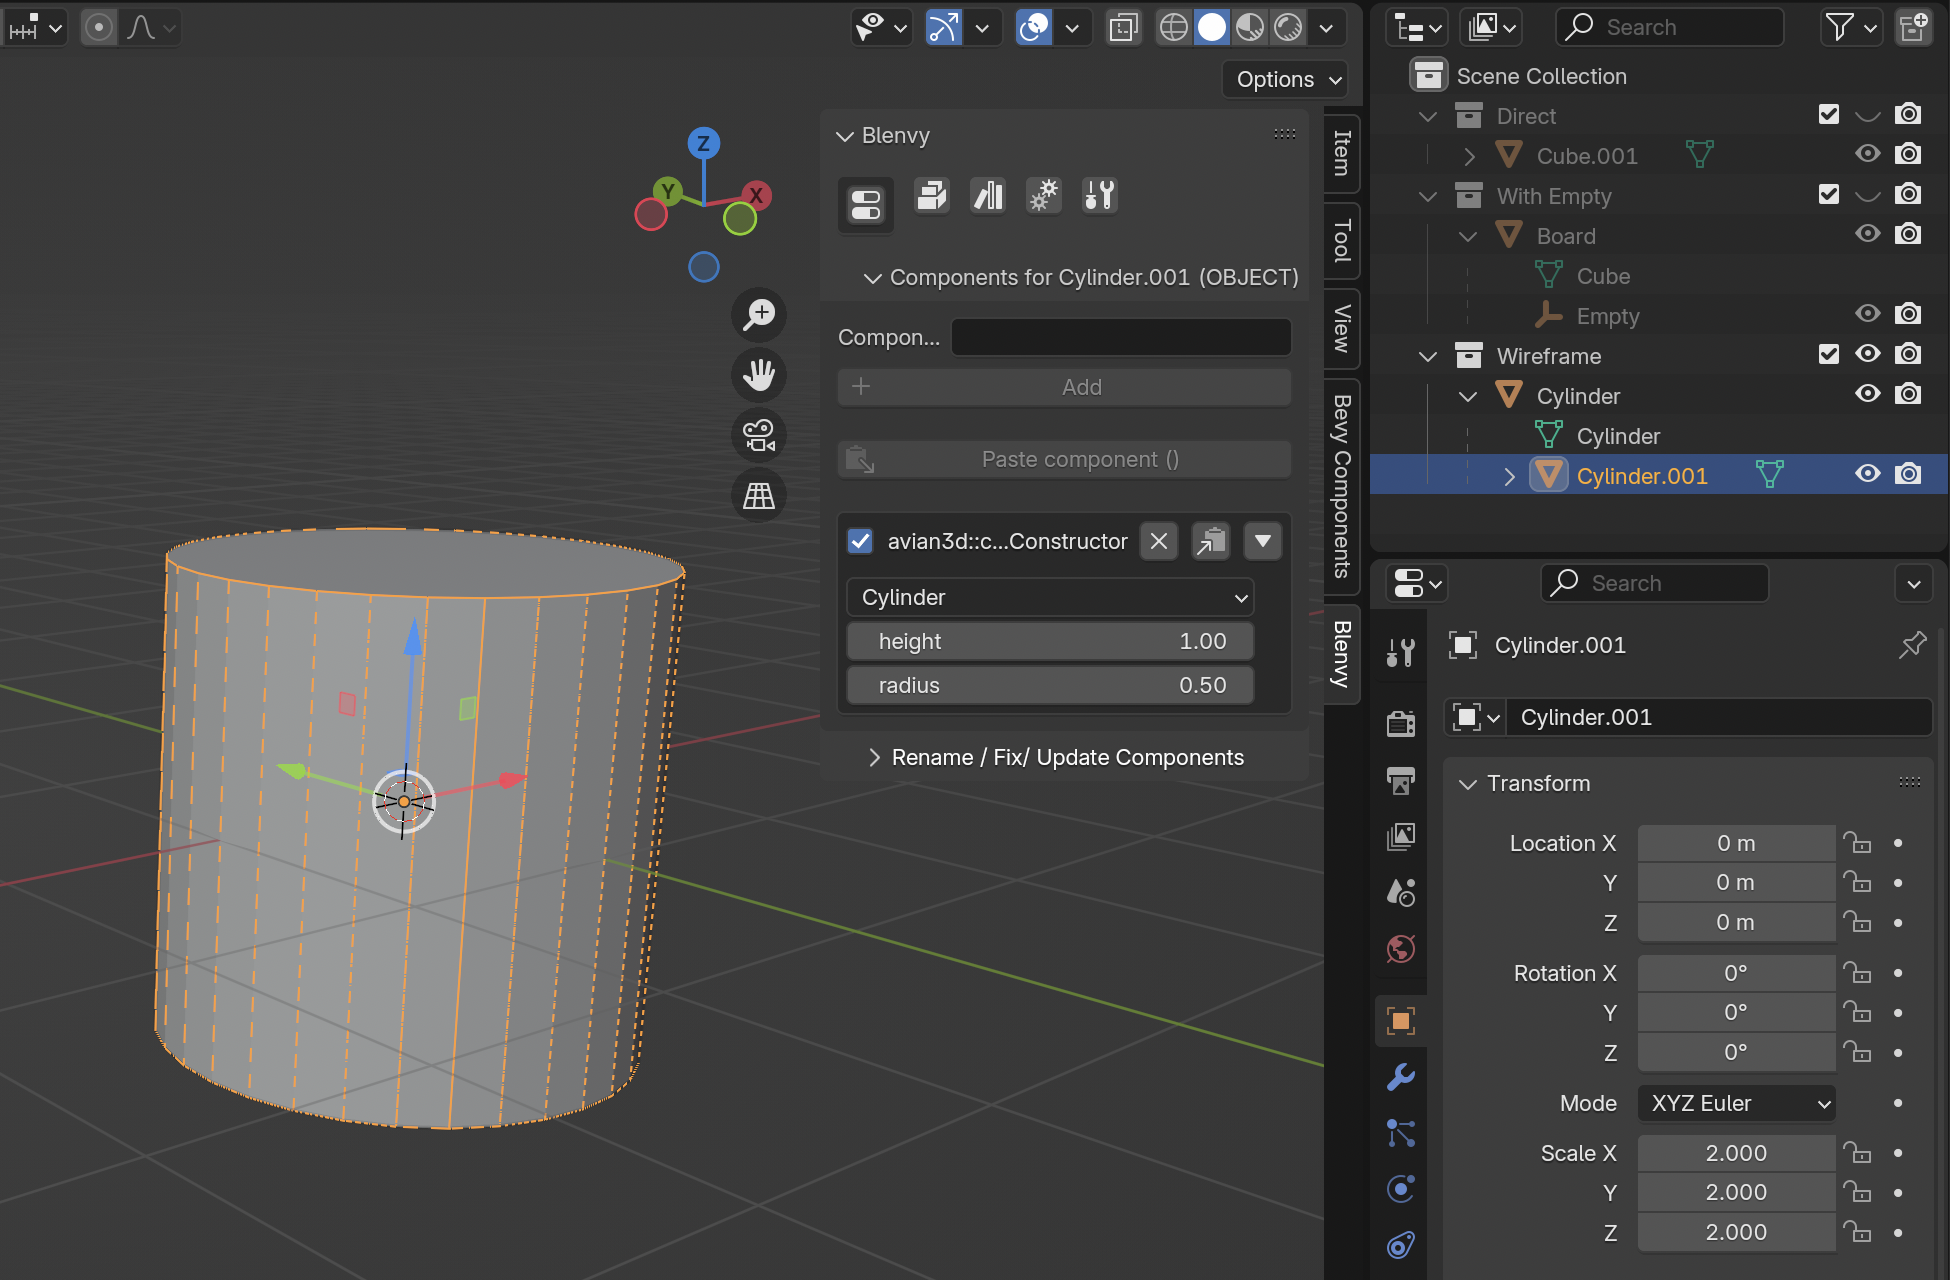 Options
Z
Y
X
Blenvy
Components for Cylinder.001 (OBJECT)
Compon...
Add
Paste component ()
avian3d::c...Constructor
Cylinder
height 1.00
radius 0.50
Rename / Fix/ Update Components
Item
Tool
View
Bevy Components
Blenvy
Search
Scene Collection
Direct
Cube.001
With Empty
Board
Cube
Empty
Wireframe
Cylinder
Cylinder
Cylinder.001
Search
Cylinder.001
Cylinder.001
Transform
Location X 0 m
Y 0 m
Z 0 m
Rotation X 0°
Y 0°
Z 0°
Mode XYZ Euler
Scale X 2.000
Y 2.000
Z 2.000